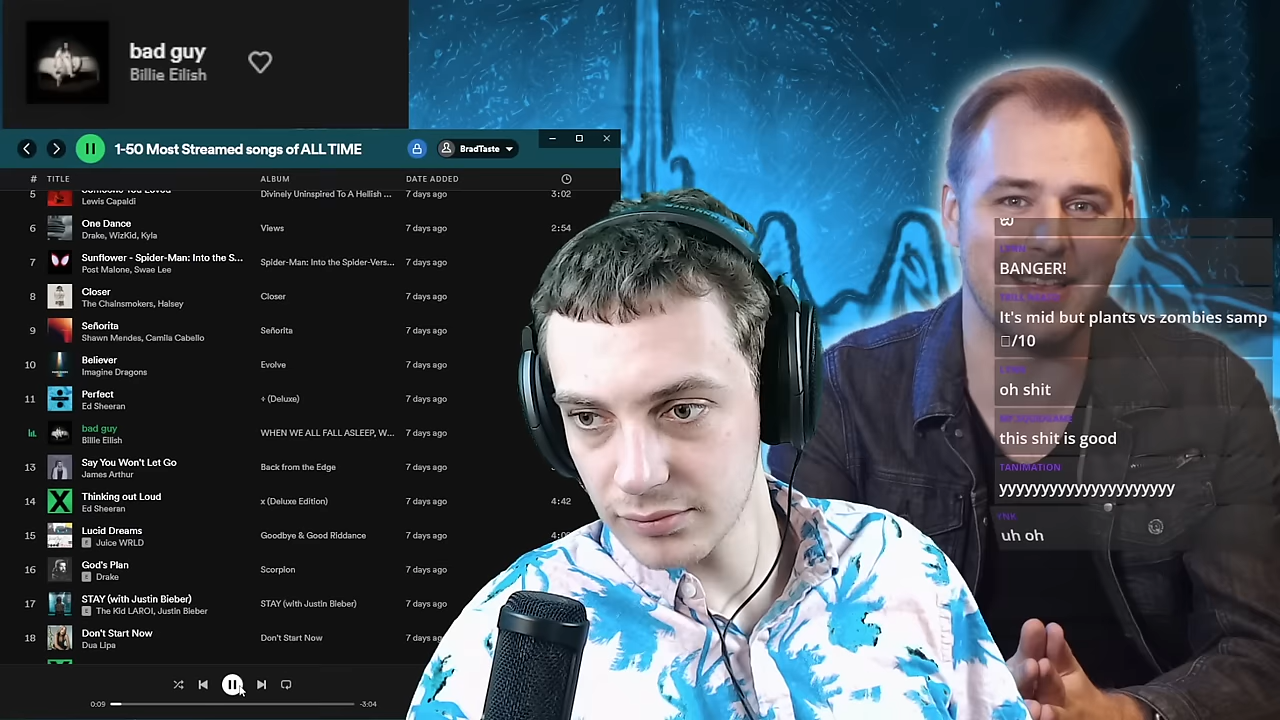 bad guy
Billie Eilish
1-50 Most Streamed songs of ALL TIME
BradTaste
# TITLE ALBUM DATE ADDED
5 Someone You Loved Divinely Uninspired To A Hellish ... 7 days ago 3:02
Lewis Capaldi
6 One Dance Views 7 days ago 2:54
Drake, WizKid, Kyla
7 Sunflower - Spider-Man: Into the S... Spider-Man: Into the Spider-Vers... 7 days ago
Post Malone, Swae Lee
8 Closer Closer 7 days ago
The Chainsmokers, Halsey
9 Señorita Señorita 7 days ago
Shawn Mendes, Camila Cabello
10 Believer Evolve 7 days ago
Imagine Dragons
11 Perfect ÷ (Deluxe) 7 days ago
Ed Sheeran
bad guy WHEN WE ALL FALL ASLEEP, W... 7 days ago
Billie Eilish
13 Say You Won't Let Go Back from the Edge 7 days ago
James Arthur
14 Thinking out Loud x (Deluxe Edition) 7 days ago 4:42
Ed Sheeran
15 Lucid Dreams Goodbye & Good Riddance 7 days ago
E Juice WRLD
16 God's Plan Scorpion 7 days ago
E Drake
17 STAY (with Justin Bieber) STAY (with Justin Bieber) 7 days ago
E The Kid LAROI, Justin Bieber
18 Don't Start Now Don't Start Now 7 days ag
Dua Lipa
0:09 -3:04
BANGER!
It's mid but plants vs zombies samp
/10
oh shit
this shit is good
TANIMATION
yyyyyyyyyyyyyyyyyyyyy
YNK
uh oh